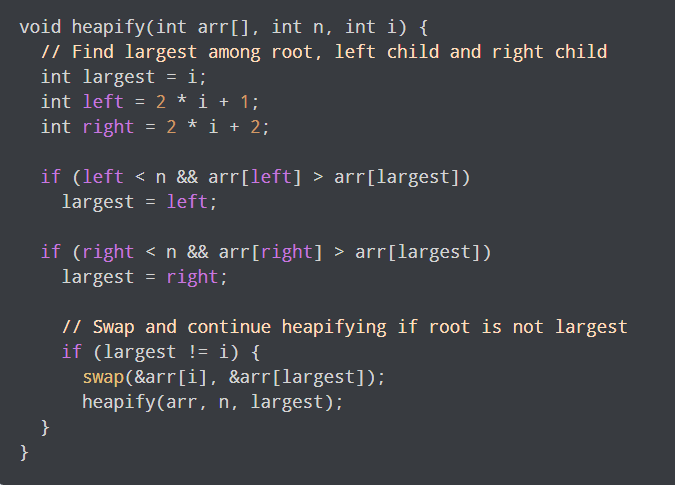 void heapify(int arr[], int n, int i) {
  // Find largest among root, left child and right child
  int largest = i;
  int left = 2 * i + 1;
  int right = 2 * i + 2;

  if (left < n && arr[left] > arr[largest])
    largest = left;

  if (right < n && arr[right] > arr[largest])
    largest = right;

    // Swap and continue heapifying if root is not largest
    if (largest != i) {
      swap(&arr[i], &arr[largest]);
      heapify(arr, n, largest);
  }
}